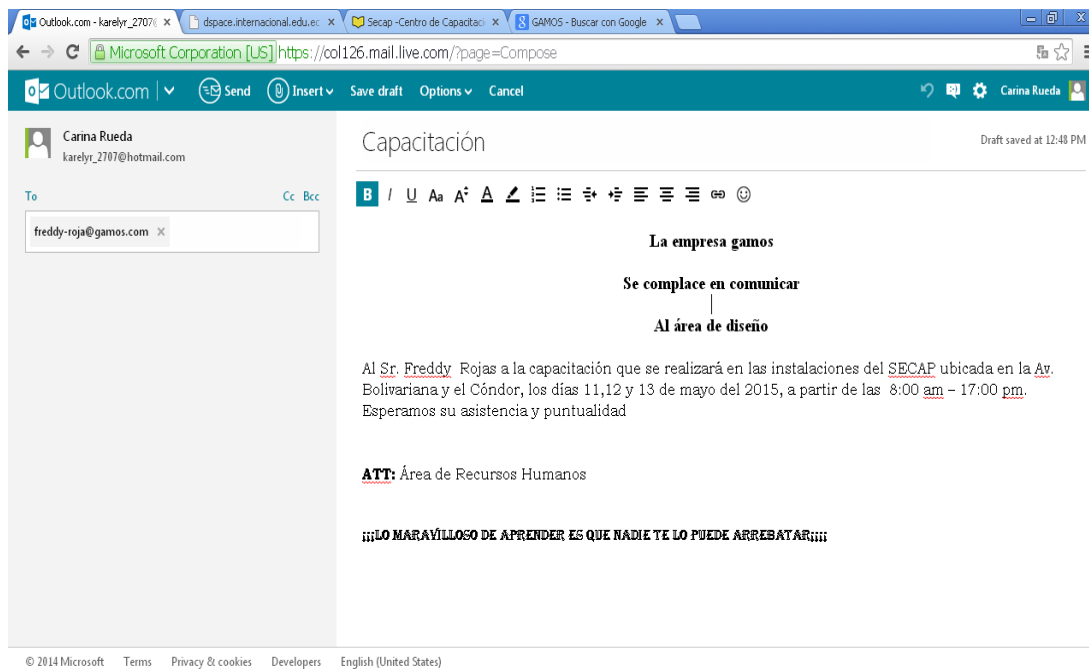 Outlook.com - karelyr_2707@ dspace.internacional.edu.ec Secap -Centro de Capacitaci GAMOS - Buscar con Google
Microsoft Corporation [US] https://col126.mail.live.com/?page=Compose
Outlook.com Send Insert Save draft Options Cancel Carina Rueda
Carina Rueda
karelyr_2707@hotmail.com
To Cc Bcc
freddy-roja@gamos.com
Capacitación Draft saved at 12:48 PM
B I U Aa A A
La empresa gamos
Se complace en comunicar
Al área de diseño
Al Sr. Freddy Rojas a la capacitación que se realizará en las instalaciones del SECAP ubicada en la Av.
Bolivariana y el Cóndor, los días 11,12 y 13 de mayo del 2015, a partir de las 8:00 am – 17:00 pm.
Esperamos su asistencia y puntualidad
ATT: Área de Recursos Humanos
¡¡¡LO MARAVÍLLOSO DE APRENDER ES QUE NADIE TE LO PUEDE ARREBATAR¡¡¡¡
© 2014 Microsoft Terms Privacy & cookies Developers English (United States)